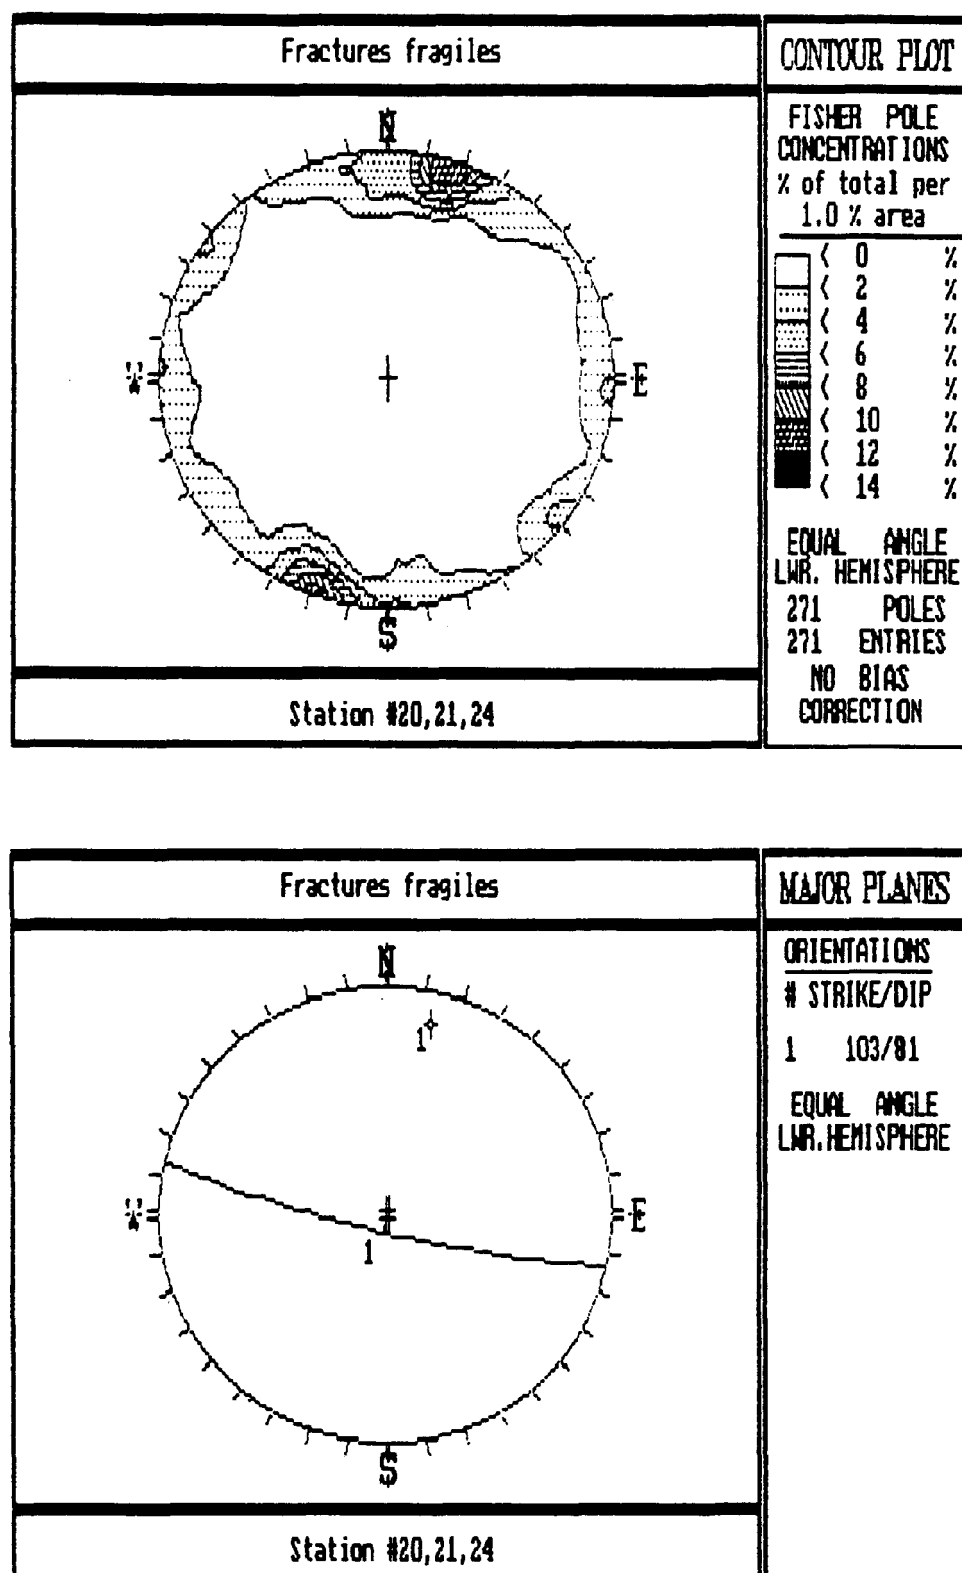 Fractures fragiles
CONTOUR PLOT
N
W
E
S
FISHER POLE
CONCENTRATIONS
% of total per
1.0 % area
< 0 %
< 2 %
< 4 %
< 6 %
< 8 %
< 10 %
< 12 %
< 14 %
EQUAL ANGLE
LWR. HEMISPHERE
271 POLES
271 ENTRIES
NO BIAS
CORRECTION
Station #20,21,24
Fractures fragiles
MAJOR PLANES
N
1
W
E
1
S
ORIENTATIONS
# STRIKE/DIP
1 103/81
EQUAL ANGLE
LWR.HEMISPHERE
Station #20,21,24